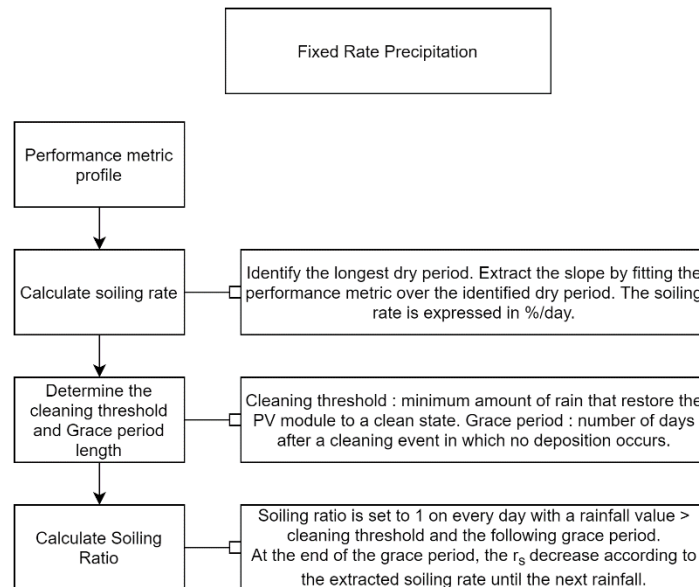 Fixed Rate Precipitation
Performance metric
profile
Calculate soiling rate
Identify the longest dry period. Extract the slope by fitting the
performance metric over the identified dry period. The soiling
rate is expressed in %/day.
Determine the
cleaning threshold
and Grace period
length
Cleaning threshold : minimum amount of rain that restore the
PV module to a clean state. Grace period : number of days
after a cleaning event in which no deposition occurs.
Calculate Soiling
Ratio
Soiling ratio is set to 1 on every day with a rainfall value >
cleaning threshold and the following grace period.
At the end of the grace period, the rs decrease according to
the extracted soiling rate until the next rainfall.